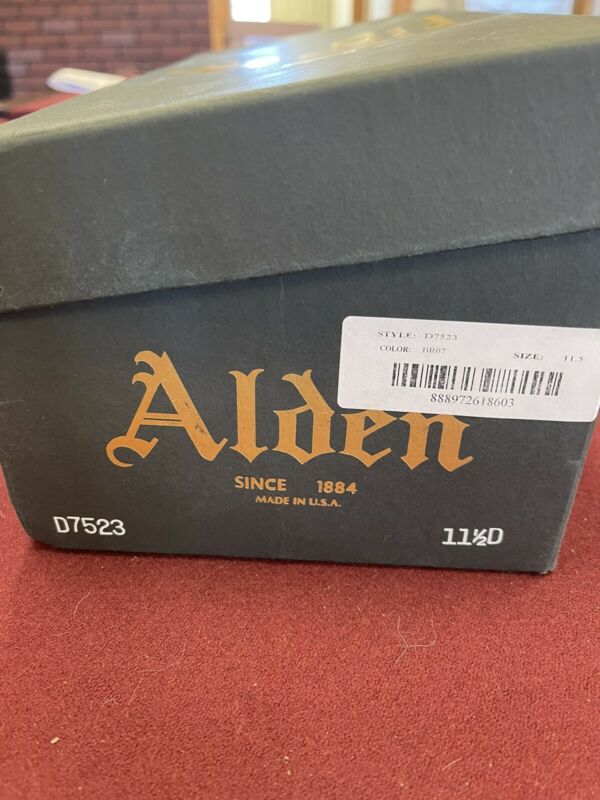 STYLE: D7523
COLOR: BR07
SIZE: 11.5
888972618603
Alden
SINCE 1884
MADE IN U.S.A.
D7523
11½D